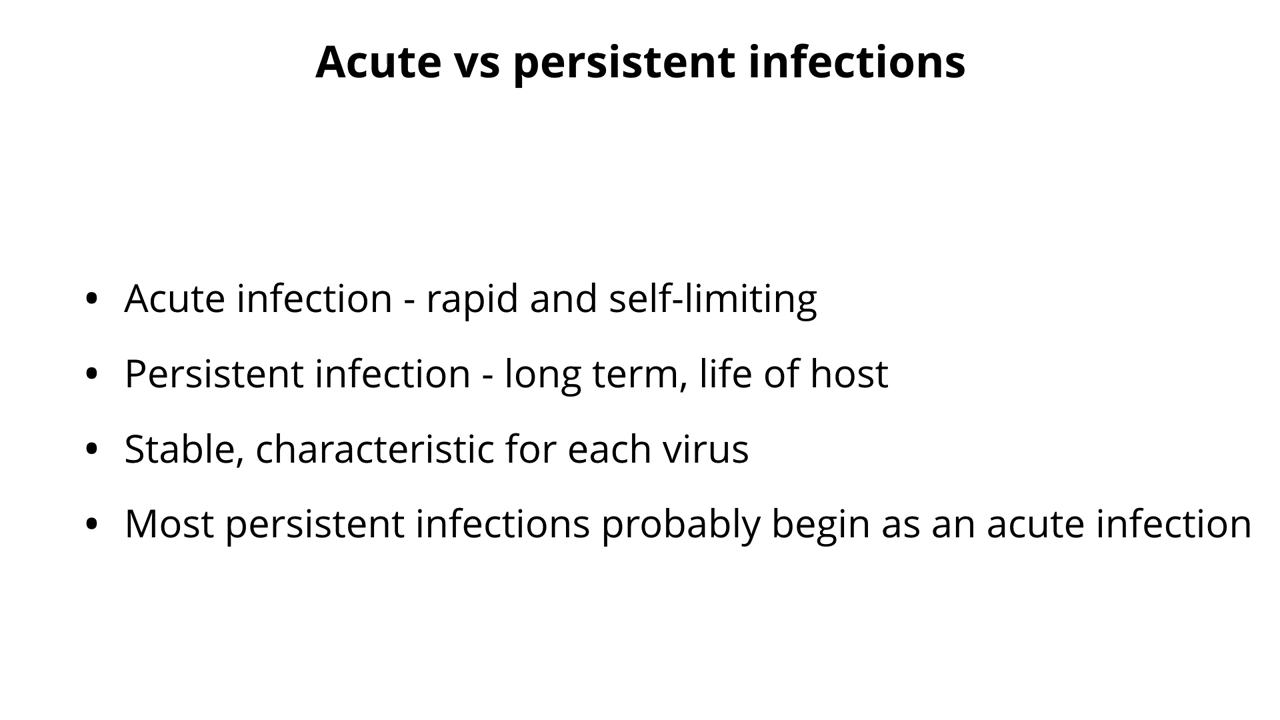 Acute vs persistent infections
• Acute infection - rapid and self-limiting
• Persistent infection - long term, life of host
• Stable, characteristic for each virus
• Most persistent infections probably begin as an acute infection